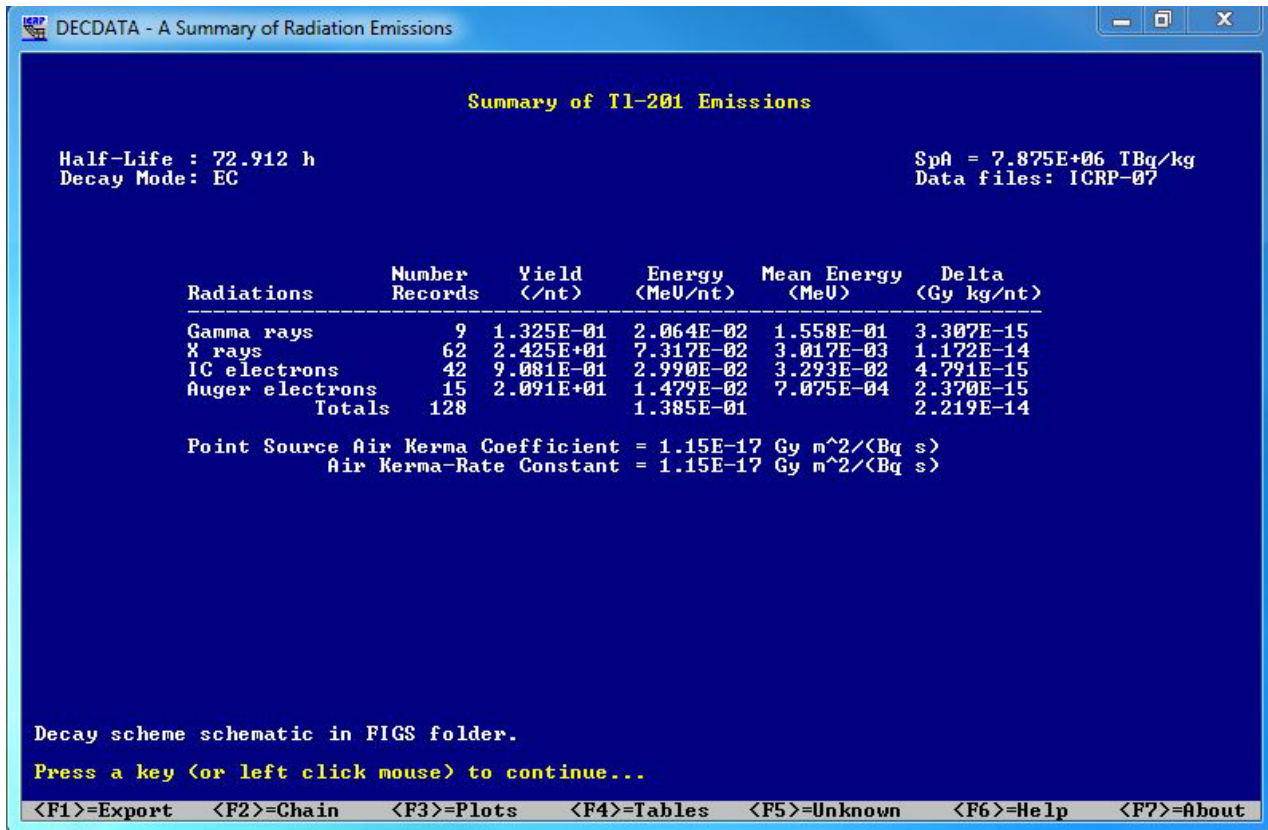 ICRP DECDATA - A Summary of Radiation Emissions
Summary of Tl-201 Emissions
Half-Life : 72.912 h SpA = 7.875E+06 TBq/kg
Decay Mode: EC Data files: ICRP-07
Number Yield Energy Mean Energy Delta
Radiations Records (/nt) (MeV/nt) (MeV) (Gy kg/nt)
Gamma rays 9 1.325E-01 2.064E-02 1.558E-01 3.307E-15
X rays 62 2.425E+01 7.317E-02 3.017E-03 1.172E-14
IC electrons 42 9.081E-01 2.990E-02 3.293E-02 4.791E-15
Auger electrons 15 2.091E+01 1.479E-02 7.075E-04 2.370E-15
Totals 128 1.385E-01 2.219E-14
Point Source Air Kerma Coefficient = 1.15E-17 Gy m^2/(Bq s)
Air Kerma-Rate Constant = 1.15E-17 Gy m^2/(Bq s)
Decay scheme schematic in FIGS folder.
Press a key (or left click mouse) to continue...
<F1>=Export <F2>=Chain <F3>=Plots <F4>=Tables <F5>=Unknown <F6>=Help <F7>=About